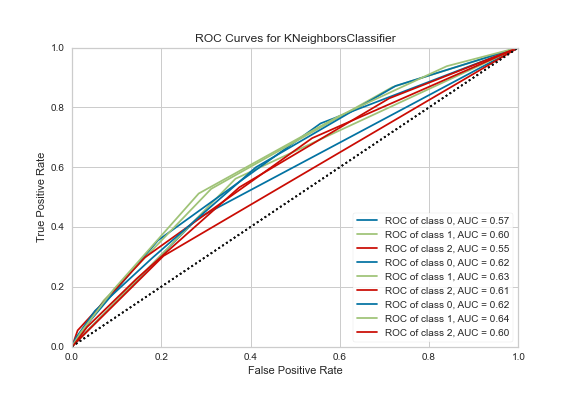 ROC Curves for KNeighborsClassifier
True Positive Rate
1.0
0.8
0.6
0.4
0.2
0.0
ROC of class 0, AUC = 0.57
ROC of class 1, AUC = 0.60
ROC of class 2, AUC = 0.55
ROC of class 0, AUC = 0.62
ROC of class 1, AUC = 0.63
ROC of class 2, AUC = 0.61
ROC of class 0, AUC = 0.62
ROC of class 1, AUC = 0.64
ROC of class 2, AUC = 0.60
0.0 0.2 0.4 0.6 0.8 1.0
False Positive Rate